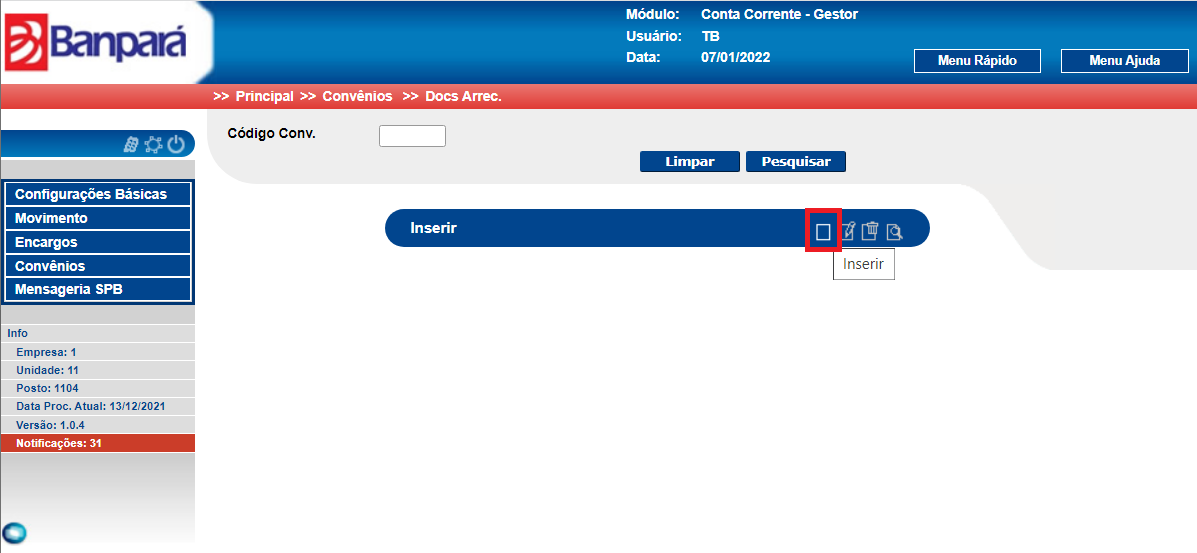 Banpará
Módulo: Conta Corrente - Gestor
Usuário: TB
Data: 07/01/2022
Menu Rápido
Menu Ajuda
>> Principal >> Convênios >> Docs Arrec.
Código Conv.
Limpar
Pesquisar
Configurações Básicas
Movimento
Encargos
Convênios
Mensageria SPB
Inserir
Inserir
Info
Empresa: 1
Unidade: 11
Posto: 1104
Data Proc. Atual: 13/12/2021
Versão: 1.0.4
Notificações: 31